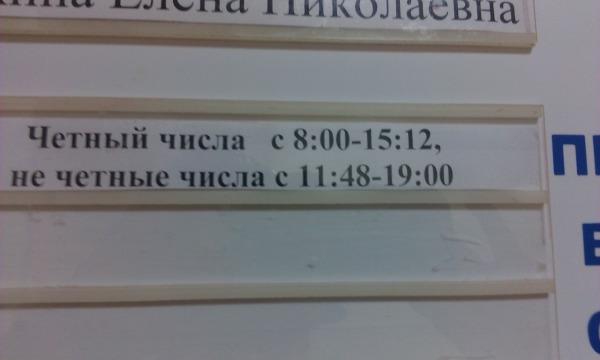 Елена Николаевна
Четный числа с 8:00-15:12,
не четные числа с 11:48-19:00